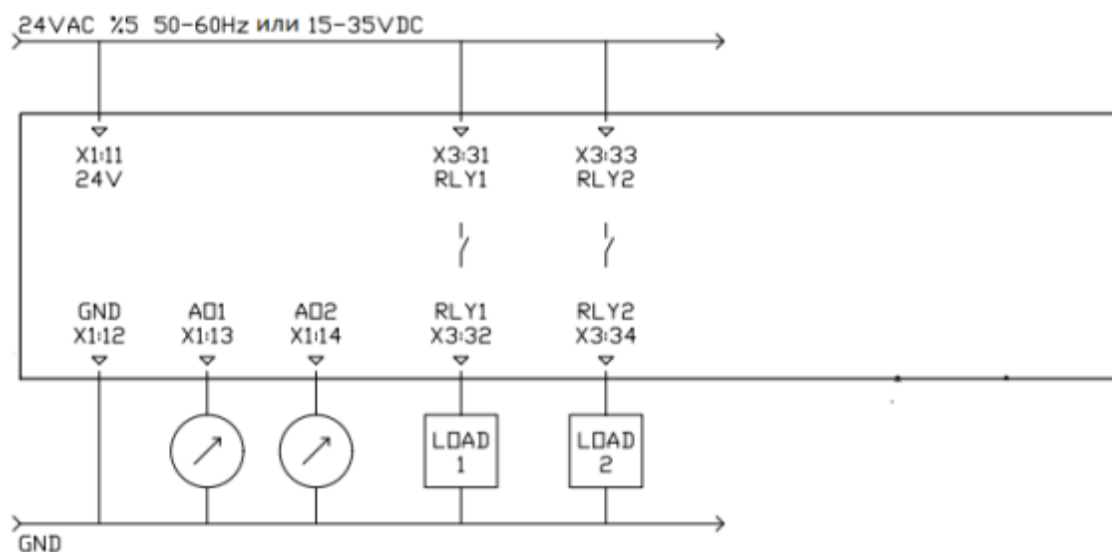 24VAC %5 50-60Hz или 15-35VDC
X1:11 X3:31 X3:33
24V RLY1 RLY2
GND AO1 AO2 RLY1 RLY2
X1:12 X1:13 X1:14 X3:32 X3:34
LOAD LOAD
1 2
GND